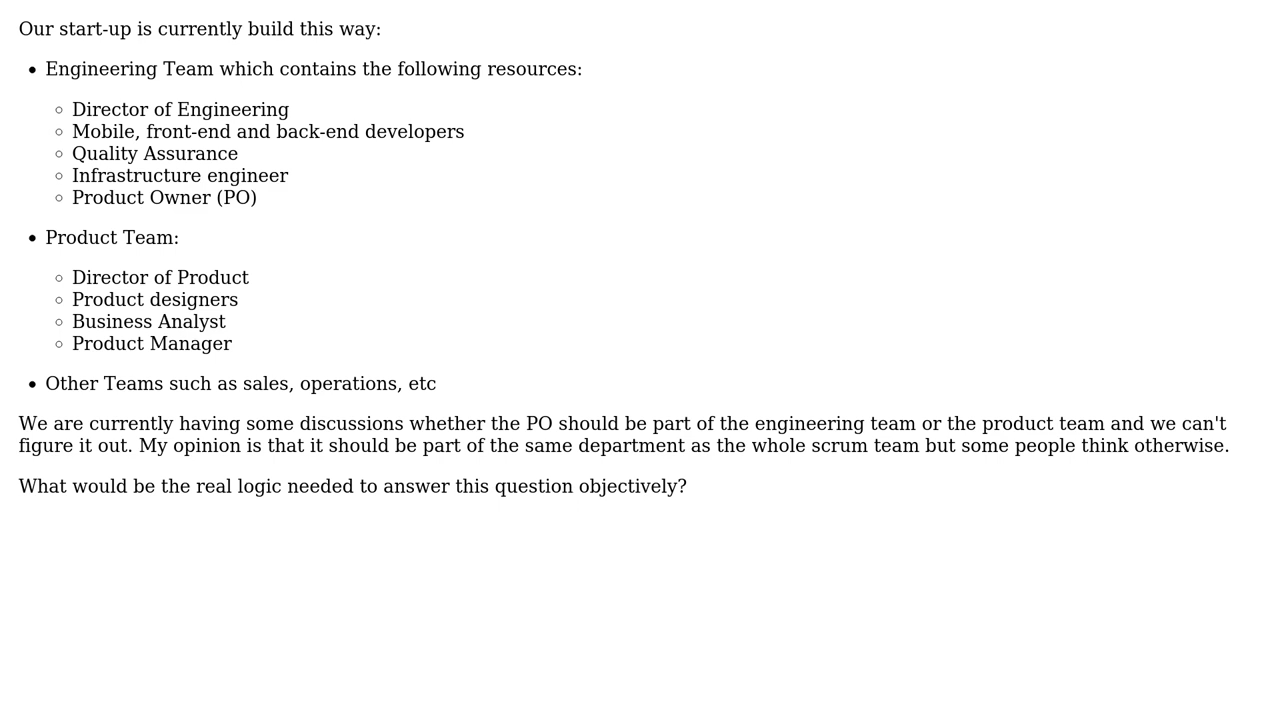 Our start-up is currently build this way:
• Engineering Team which contains the following resources:
◦ Director of Engineering
◦ Mobile, front-end and back-end developers
◦ Quality Assurance
◦ Infrastructure engineer
◦ Product Owner (PO)
• Product Team:
◦ Director of Product
◦ Product designers
◦ Business Analyst
◦ Product Manager
• Other Teams such as sales, operations, etc
We are currently having some discussions whether the PO should be part of the engineering team or the product team and we can't
figure it out. My opinion is that it should be part of the same department as the whole scrum team but some people think otherwise.
What would be the real logic needed to answer this question objectively?